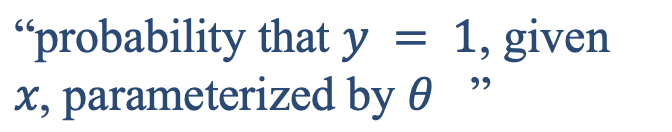 “probability that 𝑦 = 1, given
𝑥, parameterized by 𝜃 ”